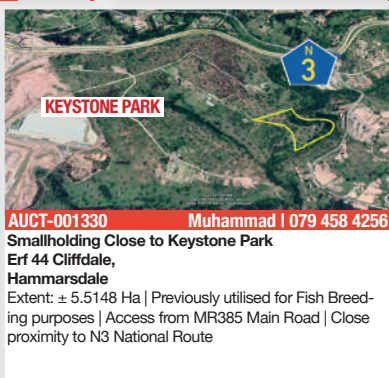 N
3
KEYSTONE PARK
AUCT-001330 Muhammad I 079 458 4256
Smallholding Close to Keystone Park
Erf 44 Cliffdale,
Hammarsdale
Extent: ± 5.5148 Ha | Previously utilised for Fish Breed-
ing purposes | Access from MR385 Main Road | Close
proximity to N3 National Route